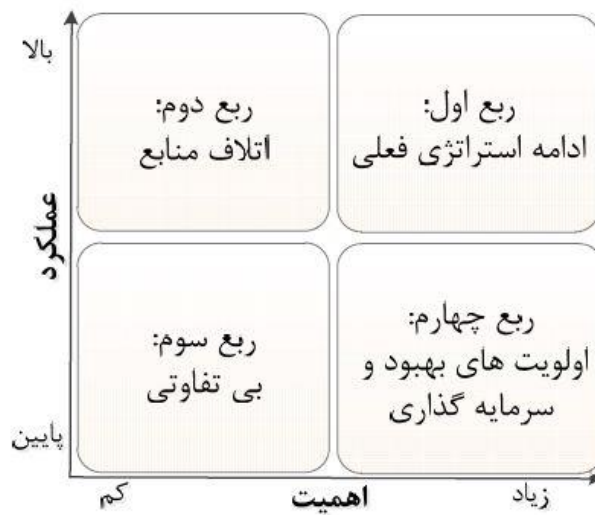 بالا
ربع اول:
ادامه استراتژی فعلی
ربع دوم:
اتلاف منابع
عملکرد
ربع چهارم:
اولویت های بهبود و
سرمایه گذاری
ربع سوم:
بی تفاوتی
پایین
زیاد
اهمیت
کم